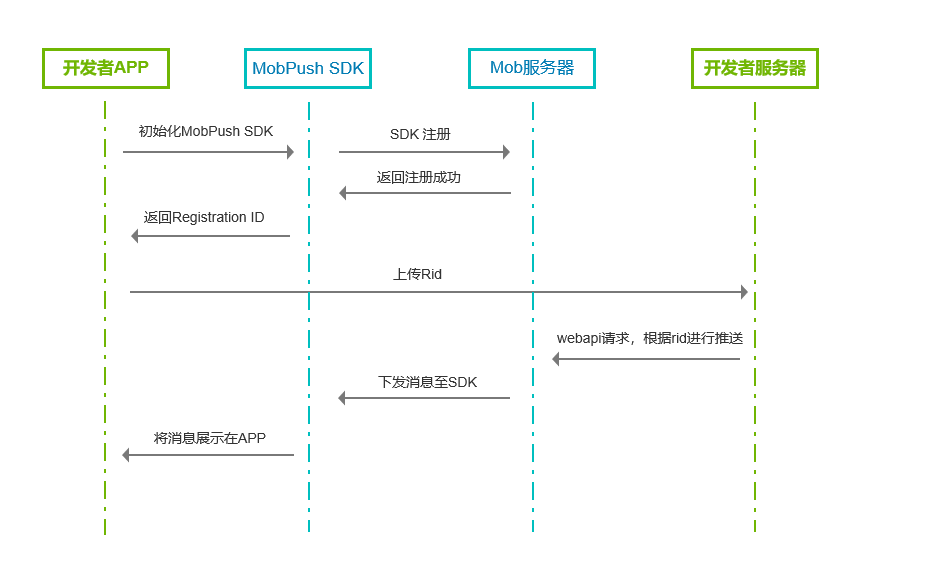 开发者APP
MobPush SDK
Mob服务器
开发者服务器
初始化MobPush SDK
SDK 注册
返回注册成功
返回Registration ID
上传Rid
webapi请求，根据rid进行推送
下发消息至SDK
将消息展示在APP